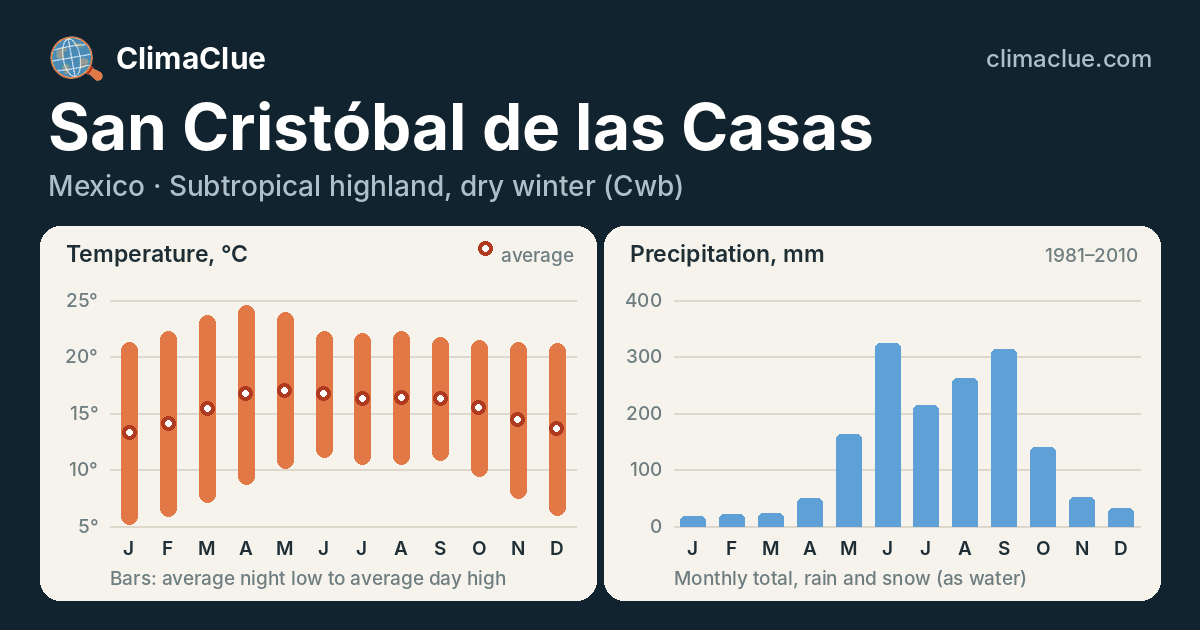 ClimaClue
climaclue.com
San Cristóbal de las Casas
Mexico · Subtropical highland, dry winter (Cwb)
Temperature, °C
average
25°
20°
15°
10°
5°
J F M A M J J A S O N D
Bars: average night low to average day high
Precipitation, mm
1981–2010
400
300
200
100
0
J F M A M J J A S O N D
Monthly total, rain and snow (as water)